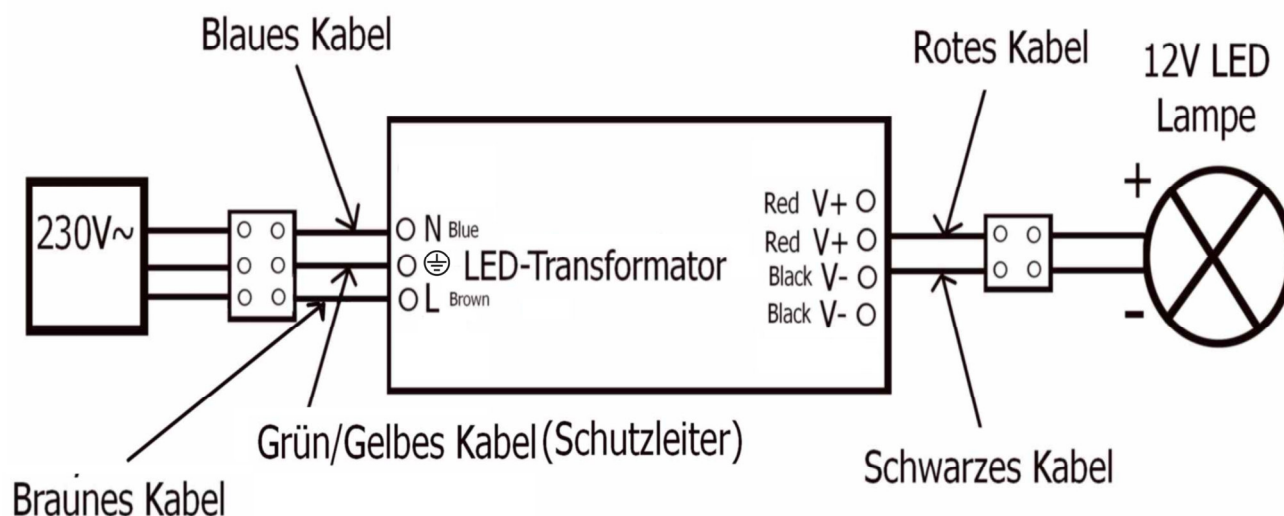 Blaues Kabel
Rotes Kabel
12V LED
Lampe
230V~
N Blue
LED-Transformator
L Brown
Red V+
Red V+
Black V-
Black V-
+
-
Grün/Gelbes Kabel (Schutzleiter)
Schwarzes Kabel
Braunes Kabel